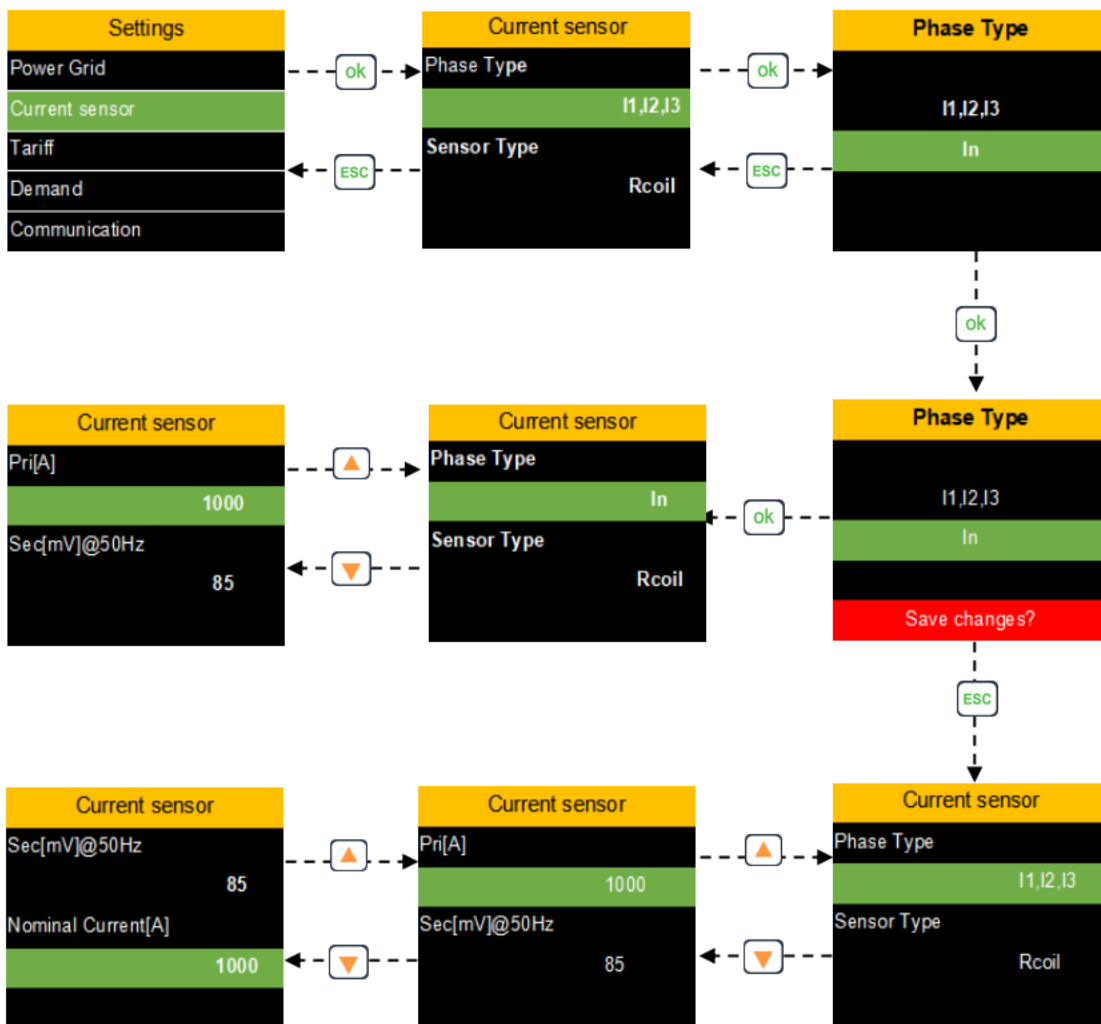 Settings
Power Grid
Current sensor
Tariff
Demand
Communication
ok
ESC
Current sensor
Phase Type
I1,I2,I3
Sensor Type
Rcoil
ok
ESC
Phase Type
I1,I2,I3
In
ok
Current sensor
Pri[A]
1000
Sec[mV]@50Hz
85
Current sensor
Phase Type
In
Sensor Type
Rcoil
ok
Phase Type
I1,I2,I3
In
Save changes?
ESC
Current sensor
Sec[mV]@50Hz
85
Nominal Current[A]
1000
Current sensor
Pri[A]
1000
Sec[mV]@50Hz
85
Current sensor
Phase Type
I1,I2,I3
Sensor Type
Rcoil